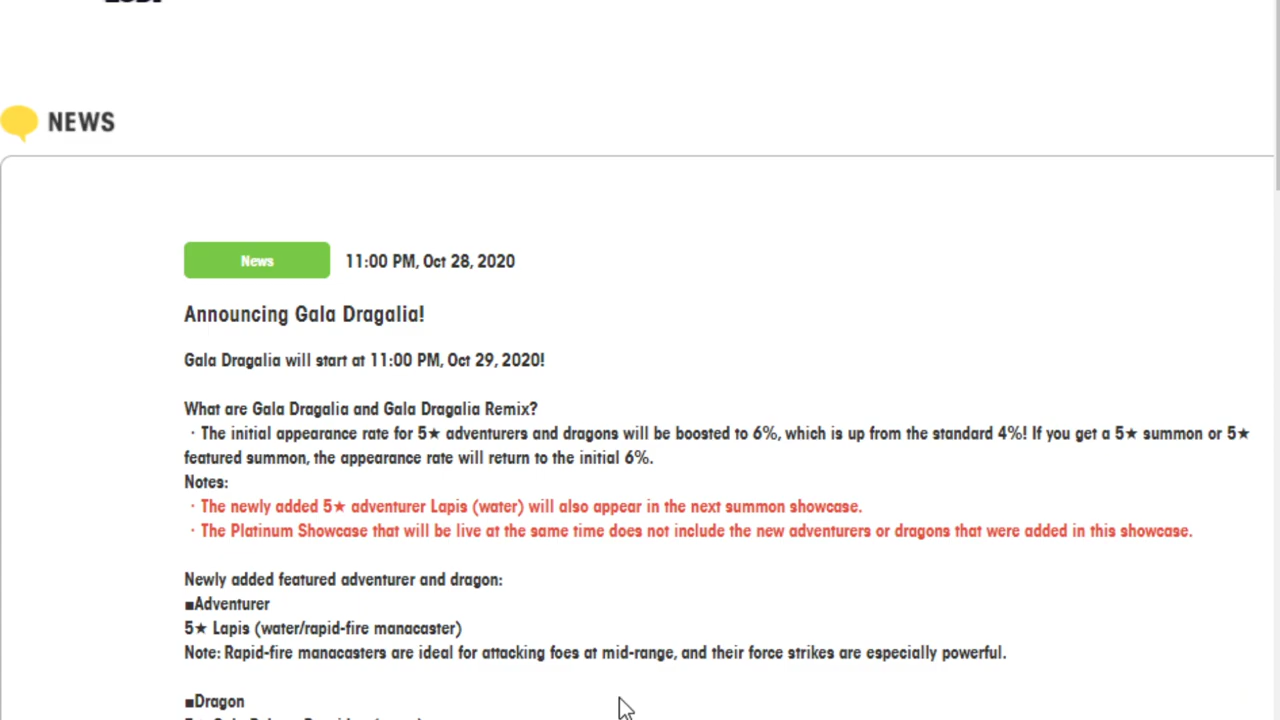 NEWS
News 11:00 PM, Oct 28, 2020
Announcing Gala Dragalia!
Gala Dragalia will start at 11:00 PM, Oct 29, 2020!
What are Gala Dragalia and Gala Dragalia Remix?
・The initial appearance rate for 5★ adventurers and dragons will be boosted to 6%, which is up from the standard 4%! If you get a 5★ summon or 5★
featured summon, the appearance rate will return to the initial 6%.
Notes:
・The newly added 5★ adventurer Lapis (water) will also appear in the next summon showcase.
・The Platinum Showcase that will be live at the same time does not include the new adventurers or dragons that were added in this showcase.
Newly added featured adventurer and dragon:
■Adventurer
5★ Lapis (water/rapid-fire manacaster)
Note: Rapid-fire manacasters are ideal for attacking foes at mid-range, and their force strikes are especially powerful.
■Dragon